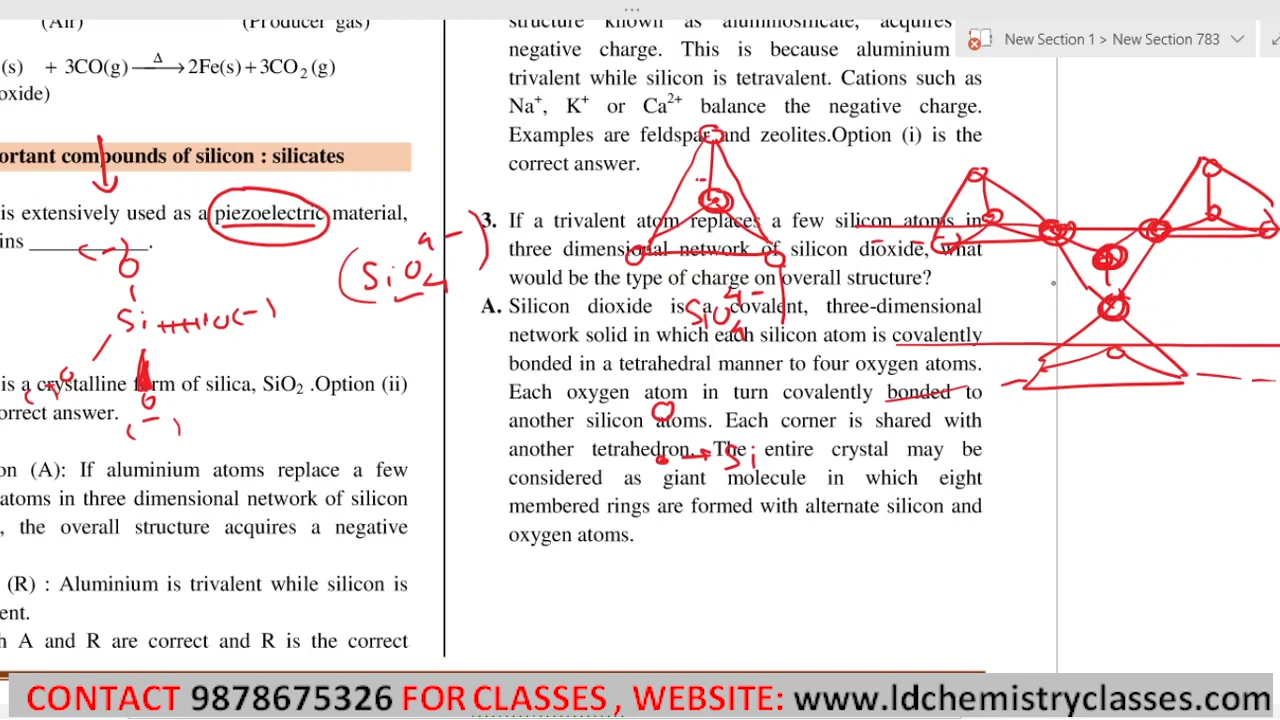 (Air) (Producer gas)
(s) + 3CO(g) Δ→ 2Fe(s)+3CO2 (g)
oxide)
ortant compounds of silicon : silicates
is extensively used as a piezoelectric material,
ins ____________.
(-)
O
Si O(-)
O
O
(-)
(SiO4 4-)
is a crystalline form of silica, SiO2 .Option (ii)
orrect answer.
on (A): If aluminium atoms replace a few
atoms in three dimensional network of silicon
, the overall structure acquires a negative
(R) : Aluminium is trivalent while silicon is
ent.
h A and R are correct and R is the correct
structure known as aluminosilicate, acquires
negative charge. This is because aluminium
trivalent while silicon is tetravalent. Cations such as
Na+, K+ or Ca2+ balance the negative charge.
Examples are feldspar and zeolites.Option (i) is the
correct answer.
3. If a trivalent atom replaces a few silicon atoms in
three dimensional network of silicon dioxide, what
would be the type of charge on overall structure?
A. Silicon dioxide is a covalent, three-dimensional
network solid in which each silicon atom is covalently
bonded in a tetrahedral manner to four oxygen atoms.
Each oxygen atom in turn covalently bonded to
another silicon atoms. Each corner is shared with
another tetrahedron. The entire crystal may be
considered as giant molecule in which eight
membered rings are formed with alternate silicon and
oxygen atoms.
SiO4 4-
→ Si
New Section 1 > New Section 783
CONTACT 9878675326 FOR CLASSES , WEBSITE: www.ldchemistryclasses.com